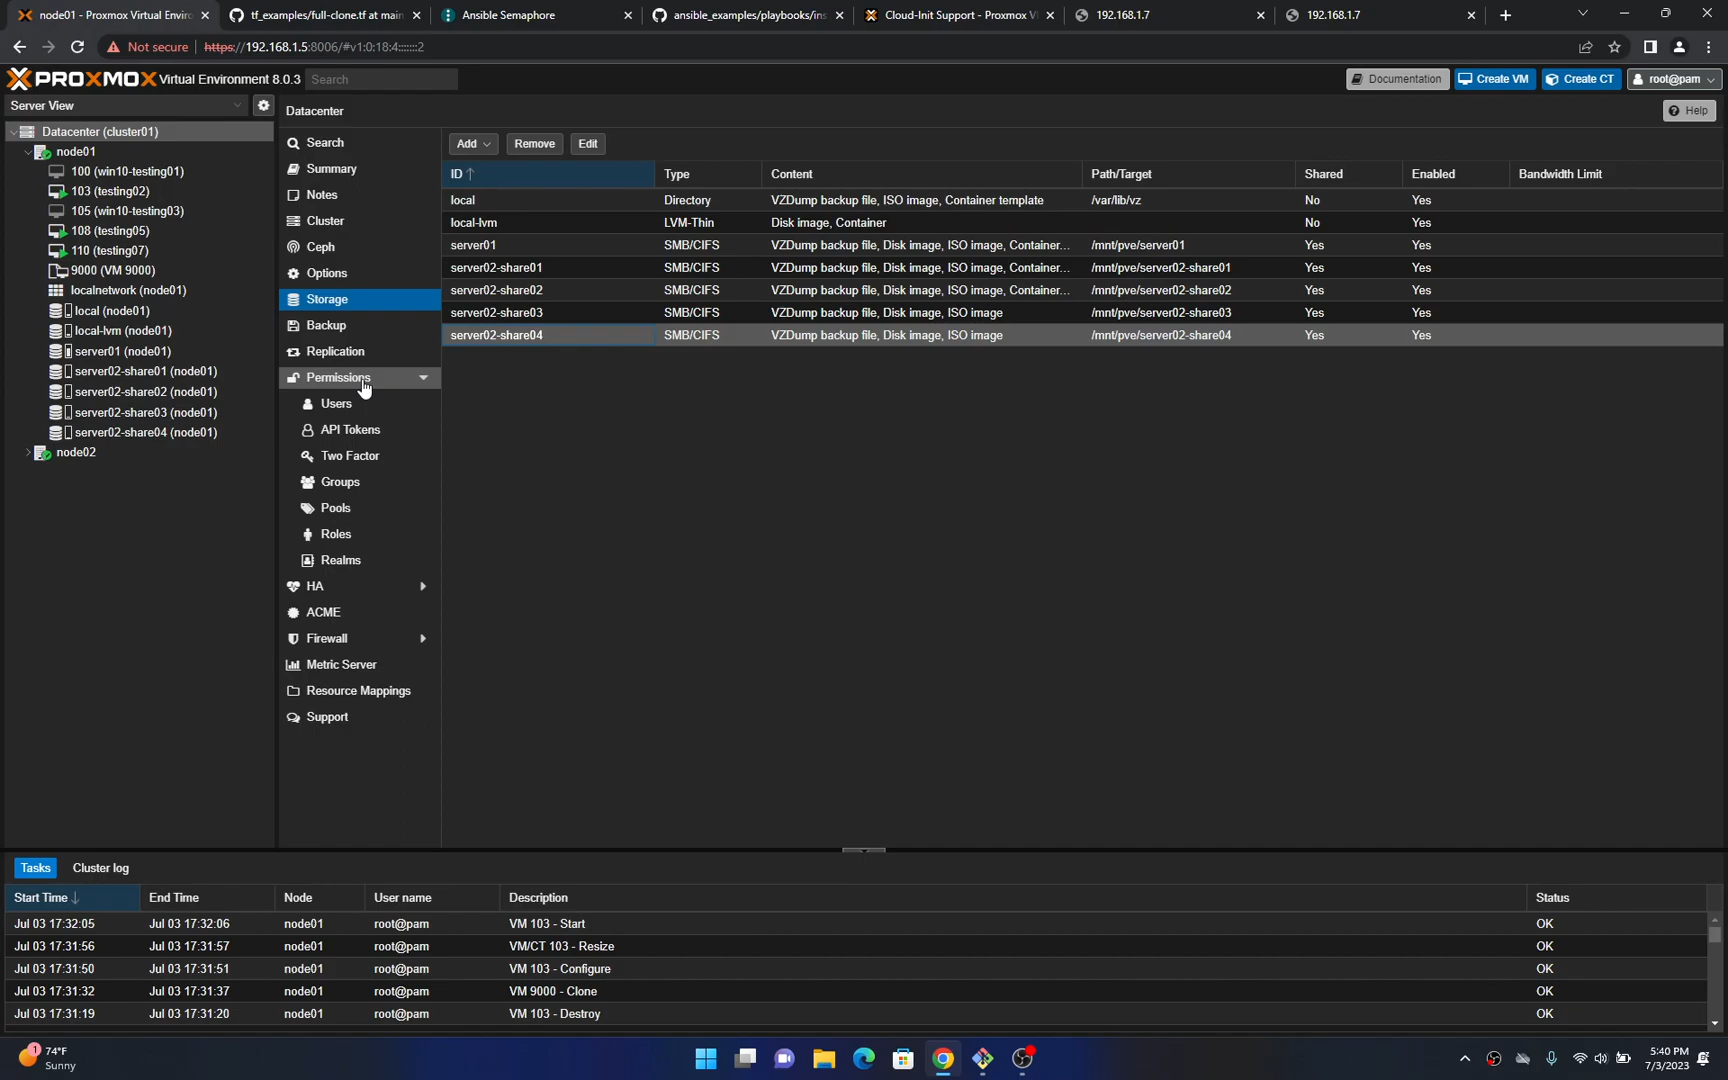 node01 - Proxmox Virtual Enviro
tf_examples/full-clone.tf at main
Ansible Semaphore
ansible_examples/playbooks/ins
Cloud-Init Support - Proxmox V
192.168.1.7
192.168.1.7
Not secure
https://192.168.1.5:8006/#v1:0:18:4:::::::2
PROXMOX Virtual Environment 8.0.3
Search
Documentation
Create VM
Create CT
root@pam
Server View
Datacenter
Help
Datacenter (cluster01)
node01
100 (win10-testing01)
103 (testing02)
105 (win10-testing03)
108 (testing05)
110 (testing07)
9000 (VM 9000)
localnetwork (node01)
local (node01)
local-lvm (node01)
server01 (node01)
server02-share01 (node01)
server02-share02 (node01)
server02-share03 (node01)
server02-share04 (node01)
node02
Search
Summary
Notes
Cluster
Ceph
Options
Storage
Backup
Replication
Permissions
Users
API Tokens
Two Factor
Groups
Pools
Roles
Realms
HA
ACME
Firewall
Metric Server
Resource Mappings
Support
Add
Remove
Edit
ID Type Content Path/Target Shared Enabled Bandwidth Limit
local Directory VZDump backup file, ISO image, Container template /var/lib/vz No Yes
local-lvm LVM-Thin Disk image, Container No Yes
server01 SMB/CIFS VZDump backup file, Disk image, ISO image, Container... /mnt/pve/server01 Yes Yes
server02-share01 SMB/CIFS VZDump backup file, Disk image, ISO image, Container... /mnt/pve/server02-share01 Yes Yes
server02-share02 SMB/CIFS VZDump backup file, Disk image, ISO image, Container... /mnt/pve/server02-share02 Yes Yes
server02-share03 SMB/CIFS VZDump backup file, Disk image, ISO image /mnt/pve/server02-share03 Yes Yes
server02-share04 SMB/CIFS VZDump backup file, Disk image, ISO image /mnt/pve/server02-share04 Yes Yes
Tasks
Cluster log
Start Time End Time Node User name Description Status
Jul 03 17:32:05 Jul 03 17:32:06 node01 root@pam VM 103 - Start OK
Jul 03 17:31:56 Jul 03 17:31:57 node01 root@pam VM/CT 103 - Resize OK
Jul 03 17:31:50 Jul 03 17:31:51 node01 root@pam VM 103 - Configure OK
Jul 03 17:31:32 Jul 03 17:31:37 node01 root@pam VM 9000 - Clone OK
Jul 03 17:31:19 Jul 03 17:31:20 node01 root@pam VM 103 - Destroy OK
1
74°F
Sunny
5:40 PM
7/3/2023